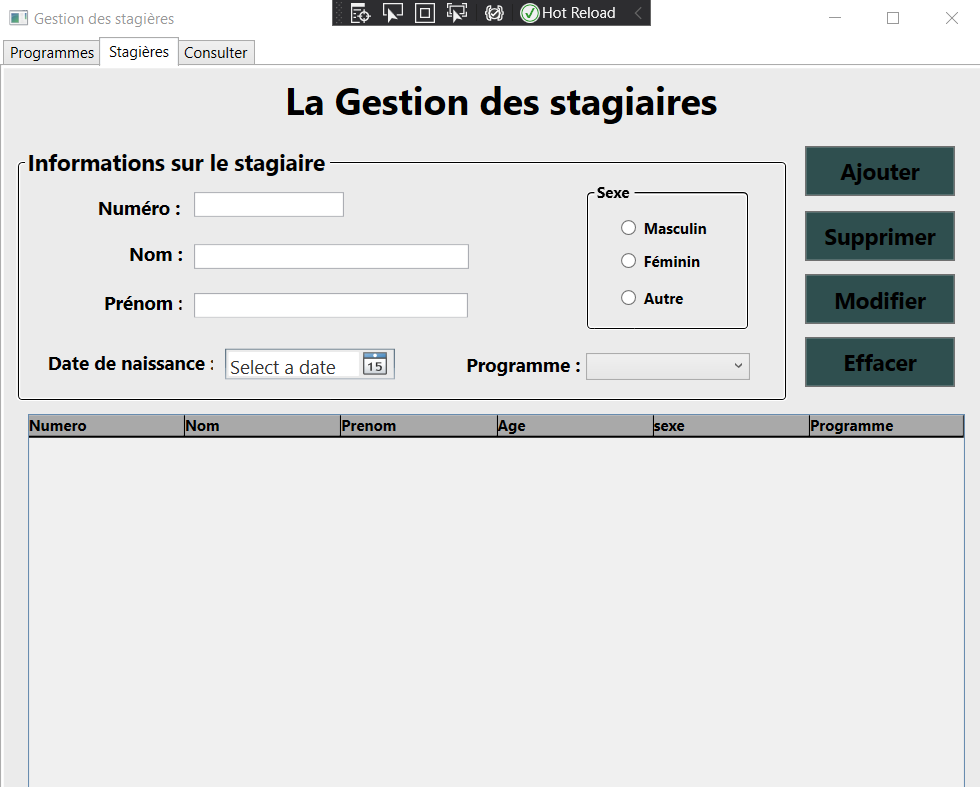 Gestion des stagières
Hot Reload
Programmes Stagières Consulter
La Gestion des stagiaires
Informations sur le stagiaire
Numéro :
Nom :
Prénom :
Date de naissance :
Select a date
15
Sexe
Masculin
Féminin
Autre
Programme :
Ajouter
Supprimer
Modifier
Effacer
Numero Nom Prenom Age sexe Programme